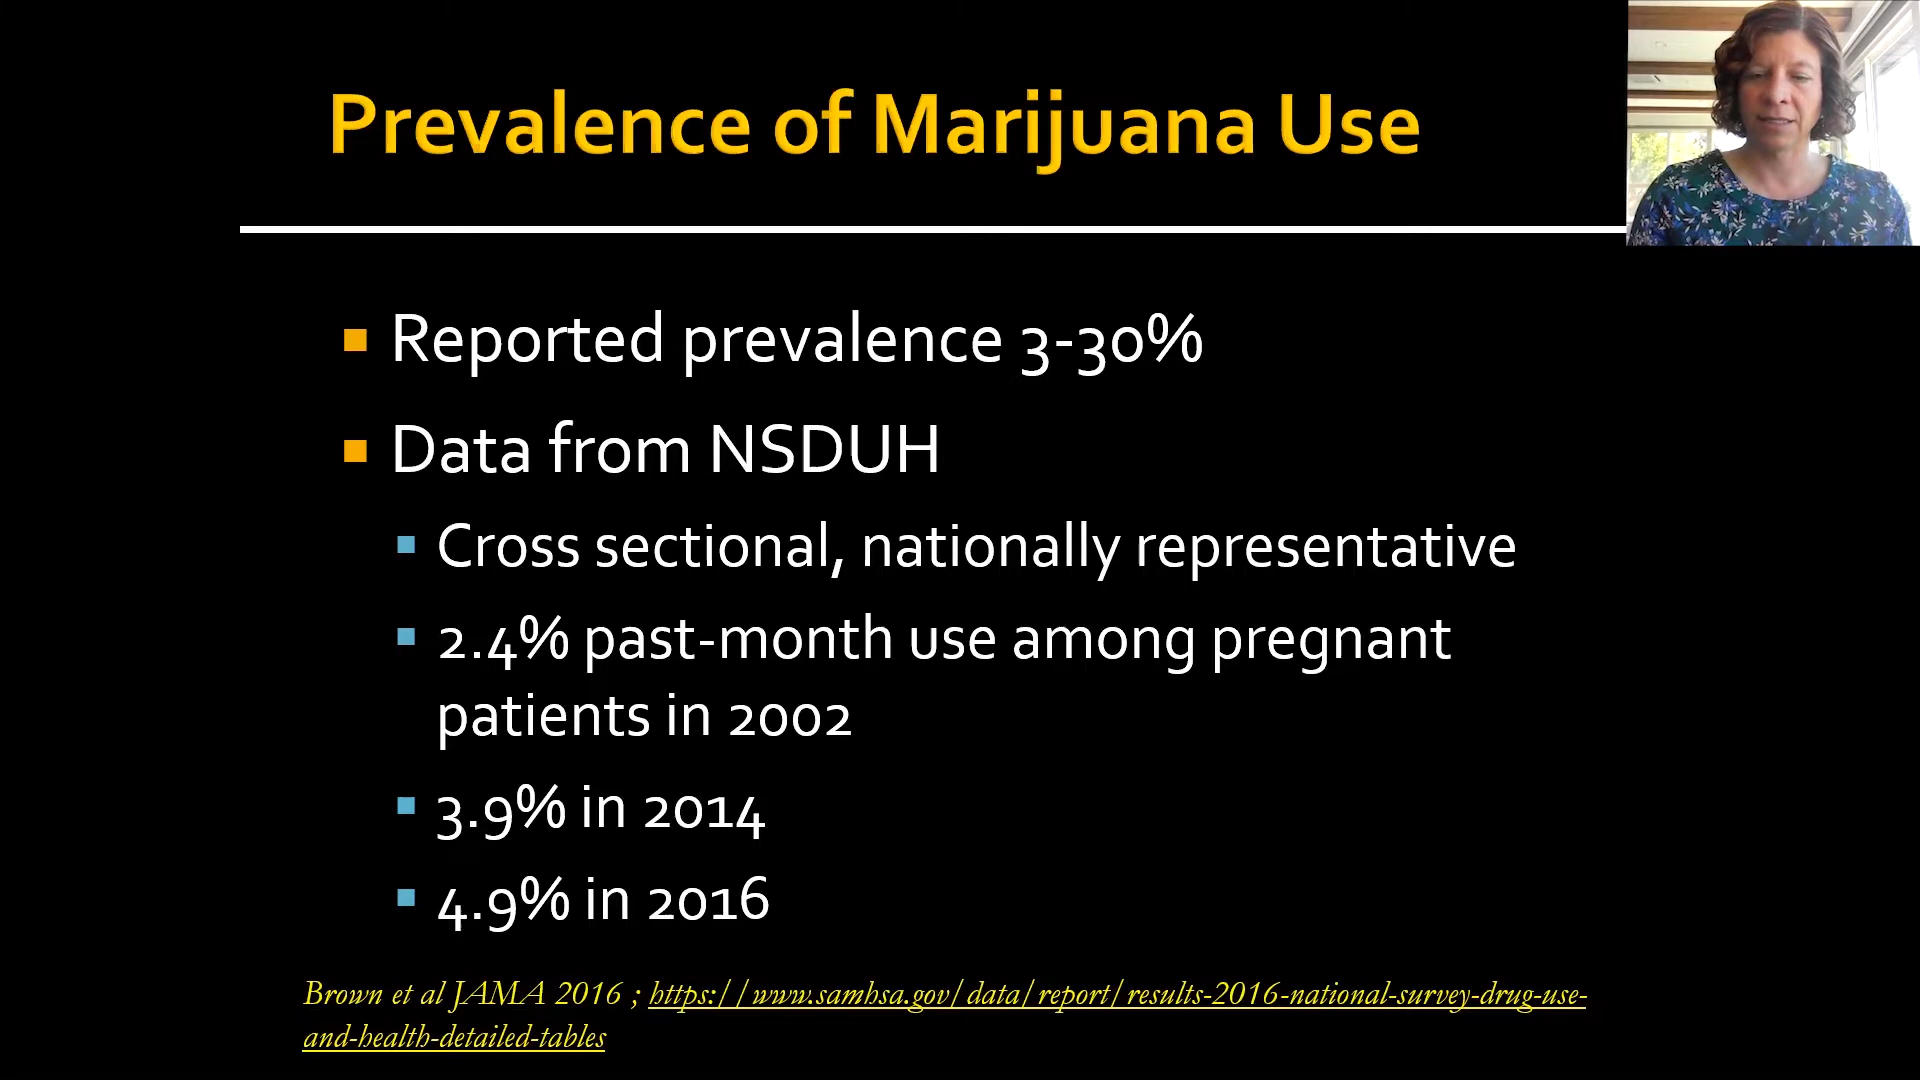 Prevalence of Marijuana Use
Reported prevalence 3-30%
Data from NSDUH
Cross sectional, nationally representative
2.4% past-month use among pregnant
patients in 2002
3.9% in 2014
4.9% in 2016
Brown et al JAMA 2016 ; https://www.samhsa.gov/data/report/results-2016-national-survey-drug-use-
and-health-detailed-tables